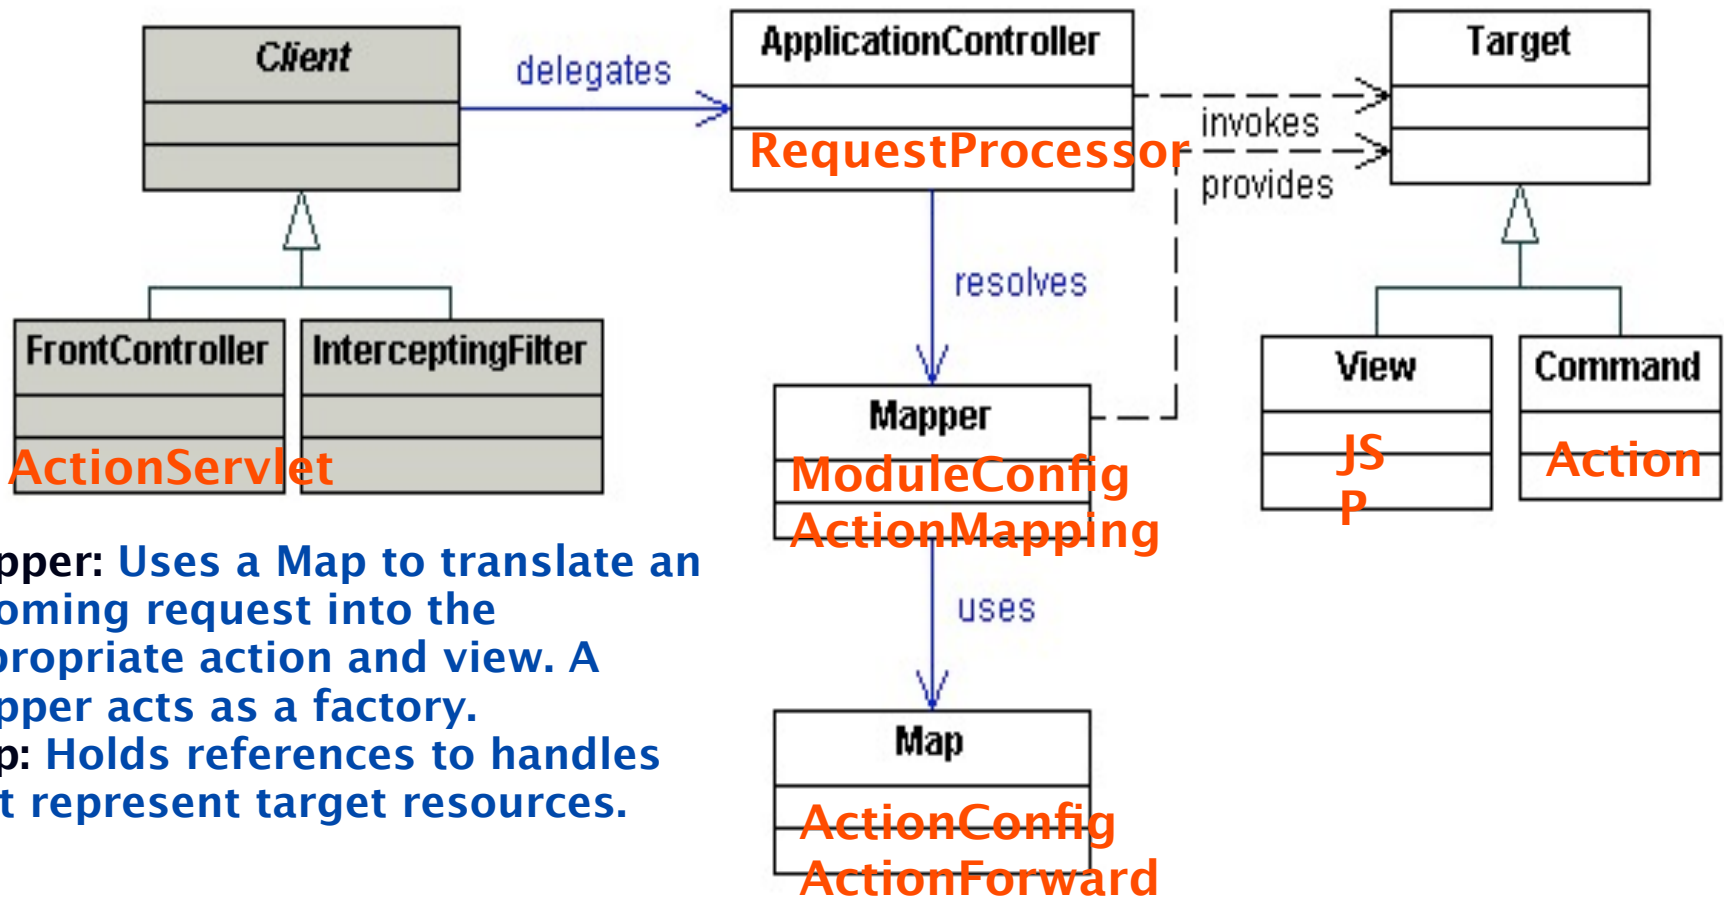 Client
delegates
ApplicationController
RequestProcessor
invokes
provides
Target
resolves
FrontController
ActionServlet
InterceptingFilter
Mapper
ModuleConfig
ActionMapping
View
JS
P
Command
Action
pper: Uses a Map to translate an
oming request into the
propriate action and view. A
pper acts as a factory.
p: Holds references to handles
t represent target resources.
uses
Map
ActionConfig
ActionForward